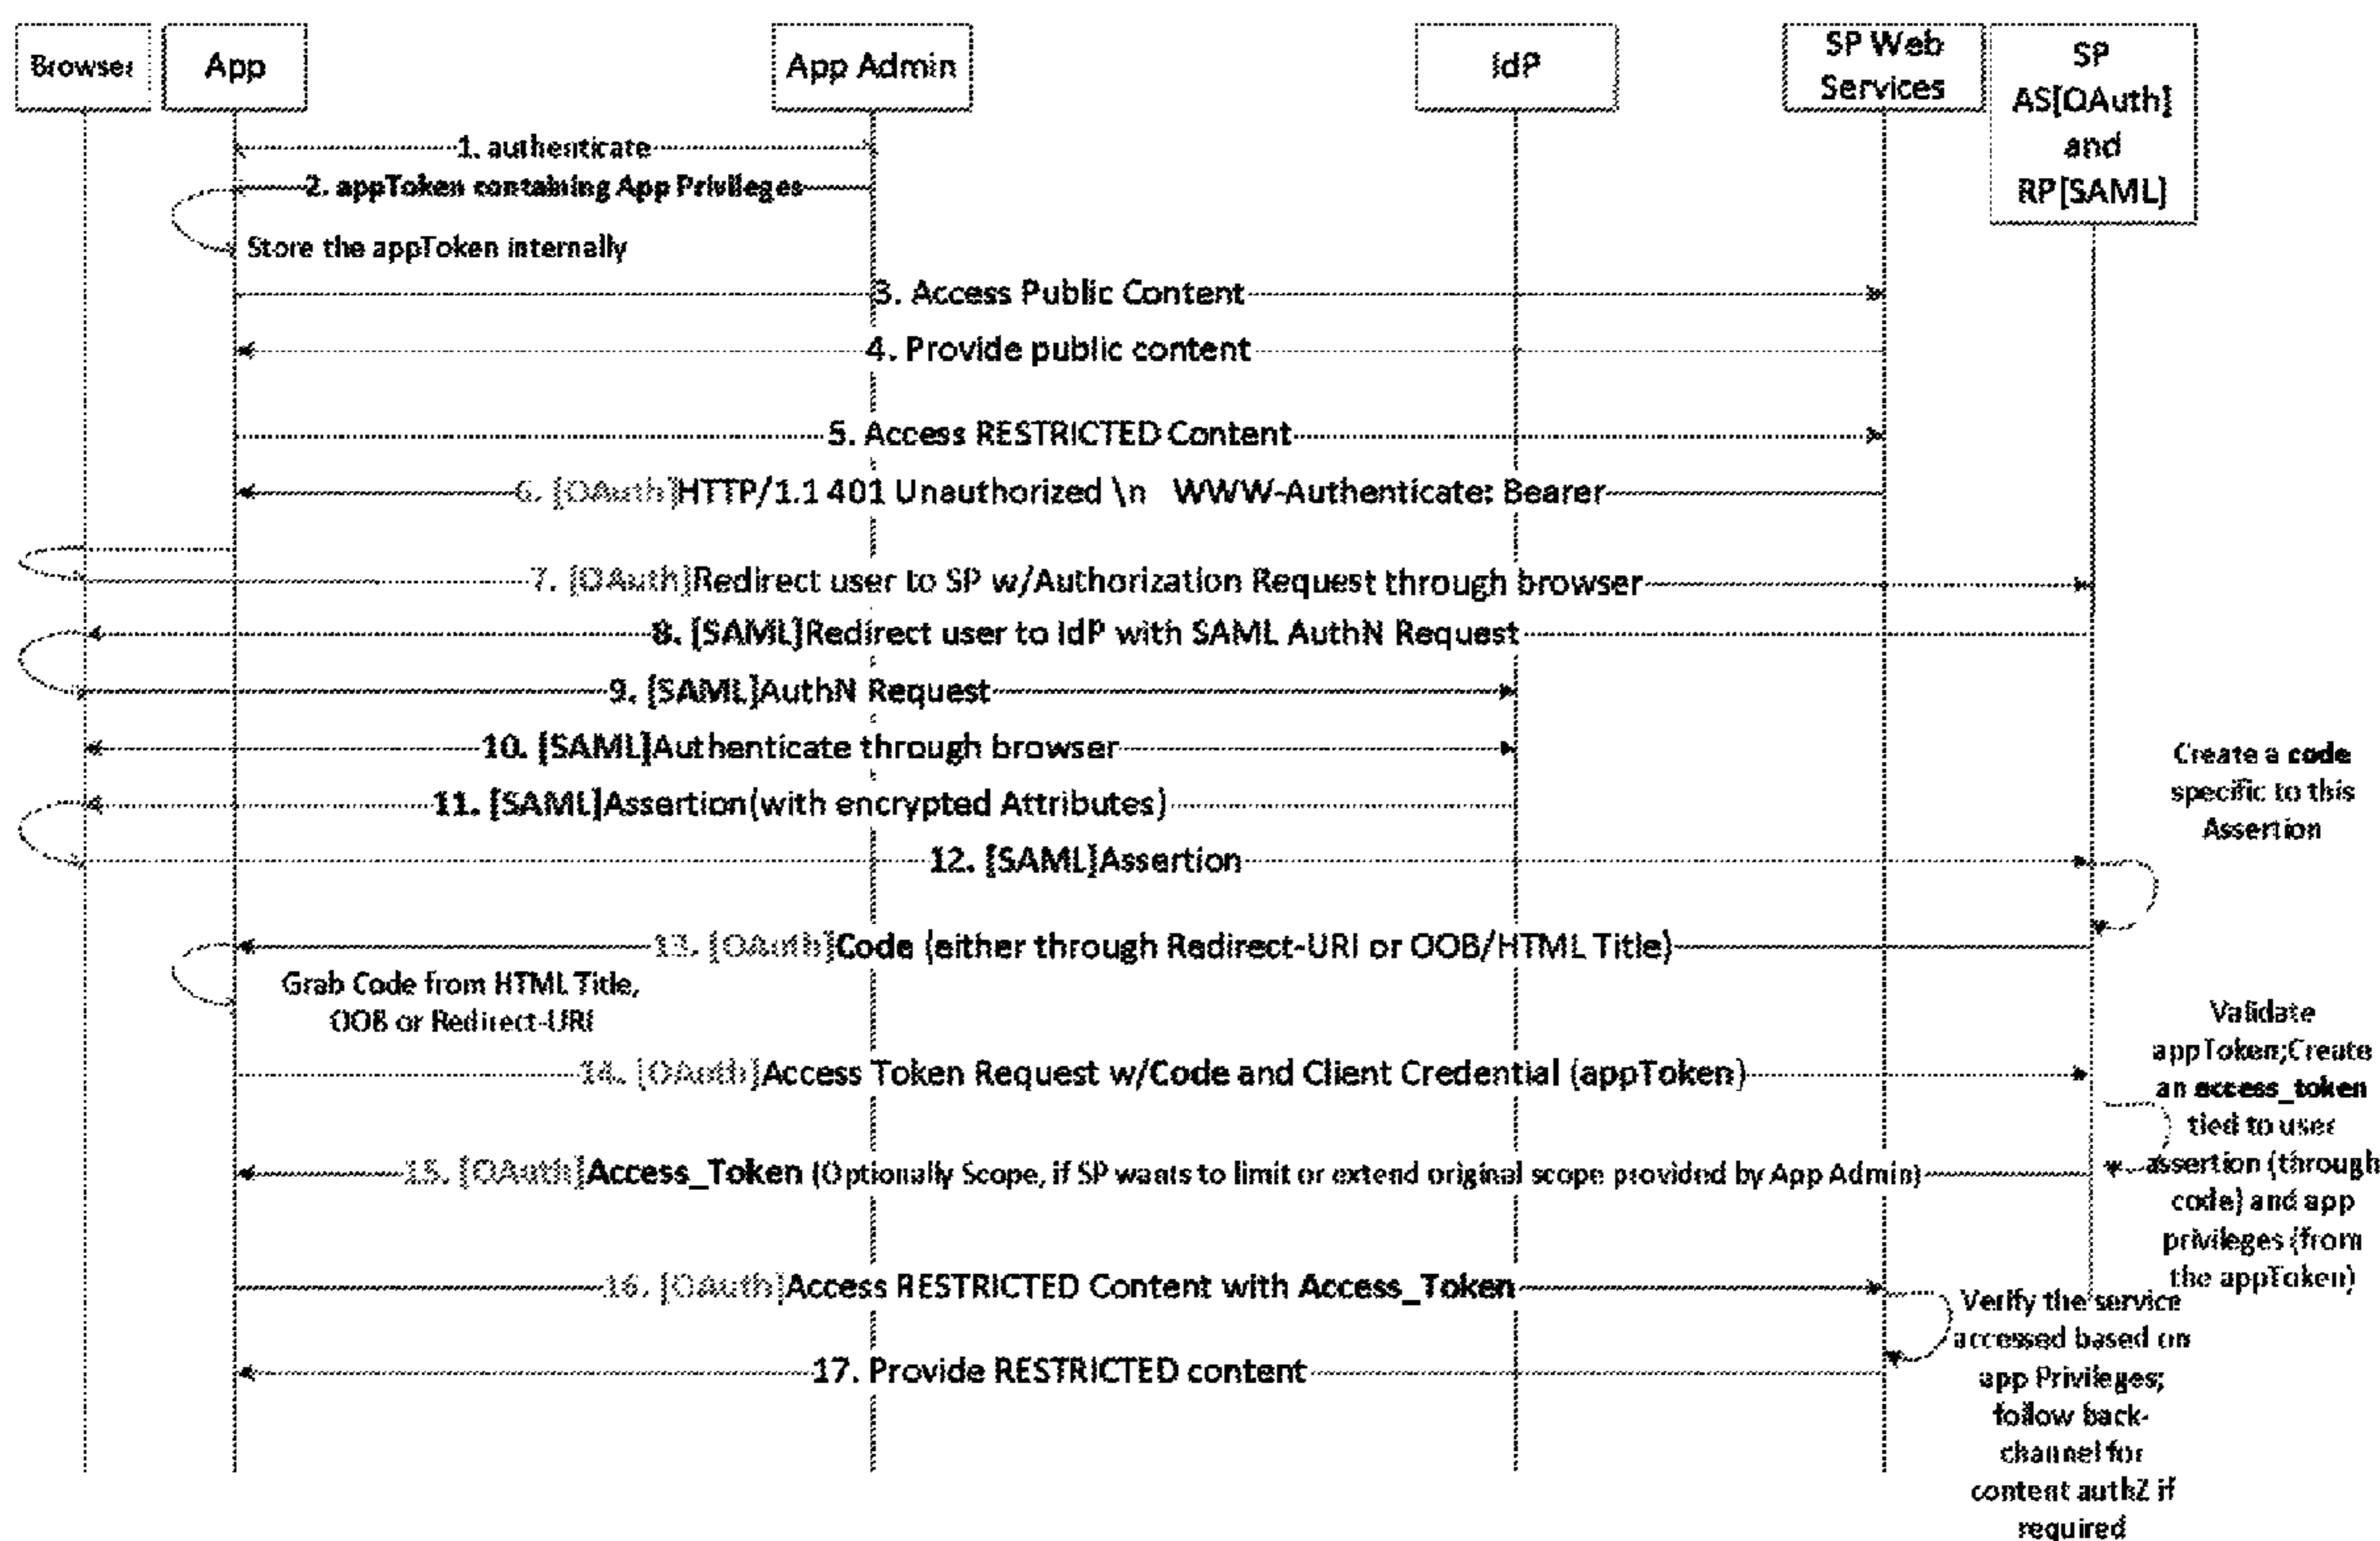 Browser
App
App Admin
IdP
SP Web
Services
SP
AS[OAuth]
and
RP[SAML]
1. authenticate
2. appToken containing App Privileges
Store the appToken internally
3. Access Public Content
4. Provide public content
5. Access RESTRICTED Content
6. [OAuth]HTTP/1.1 401 Unauthorized \n WWW-Authenticate: Bearer
7. [OAuth]Redirect user to SP w/Authorization Request through browser
8. [SAML]Redirect user to IdP with SAML AuthN Request
9. [SAML]AuthN Request
10. [SAML]Authenticate through browser
11. [SAML]Assertion(with encrypted Attributes)
12. [SAML]Assertion
Create a code
specific to this
Assertion
13. [OAuth]Code (either through Redirect-URI or OOB/HTML Title)
Grab Code from HTML Title,
OOB or Redirect-URI
14. [OAuth]Access Token Request w/Code and Client Credential (appToken)
15. [OAuth]Access_Token (Optionally Scope, if SP wants to limit or extend original scope provided by App Admin)
Validate
appToken;Create
an access_token
tied to user
assertion (through
code) and app
privileges (from
the appToken)
16. [OAuth]Access RESTRICTED Content with Access_Token
17. Provide RESTRICTED content
Verify the service
accessed based on
app Privileges;
follow back-
channel for
content authZ if
required